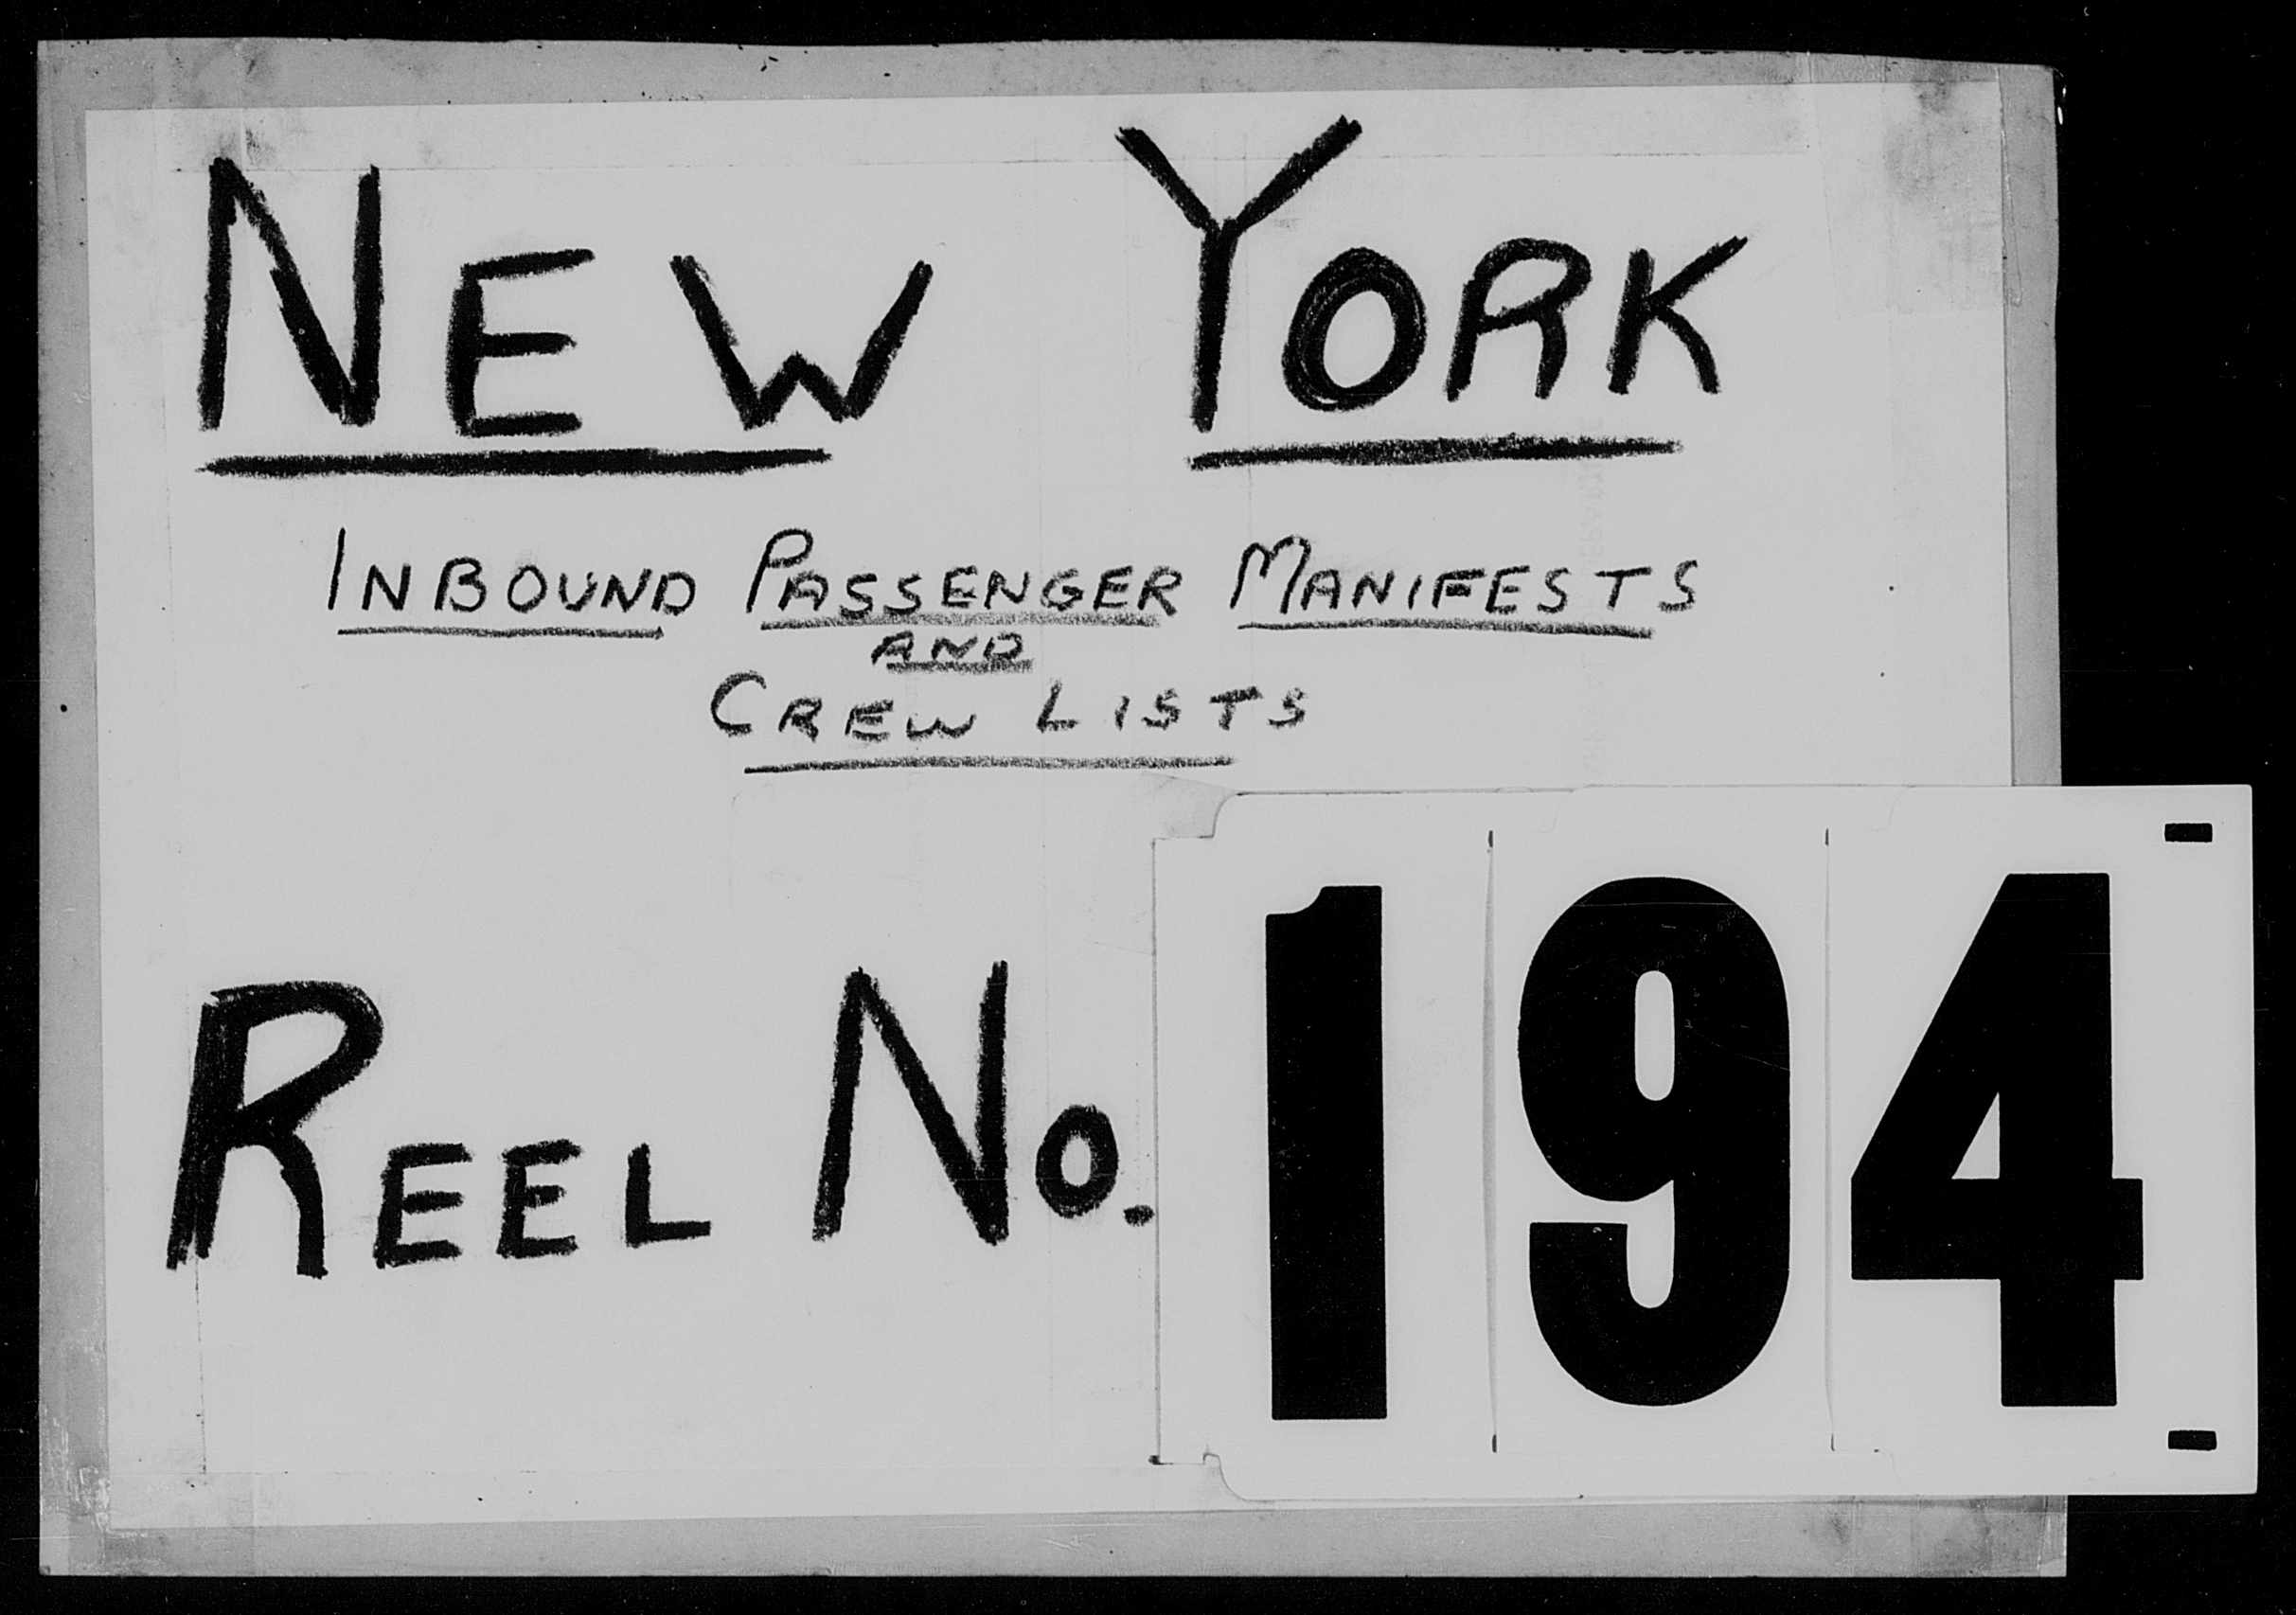 NEW YORK
INBOUND PASSENGER MANIFESTS
AND
CREW LISTS
REEL NO. 194